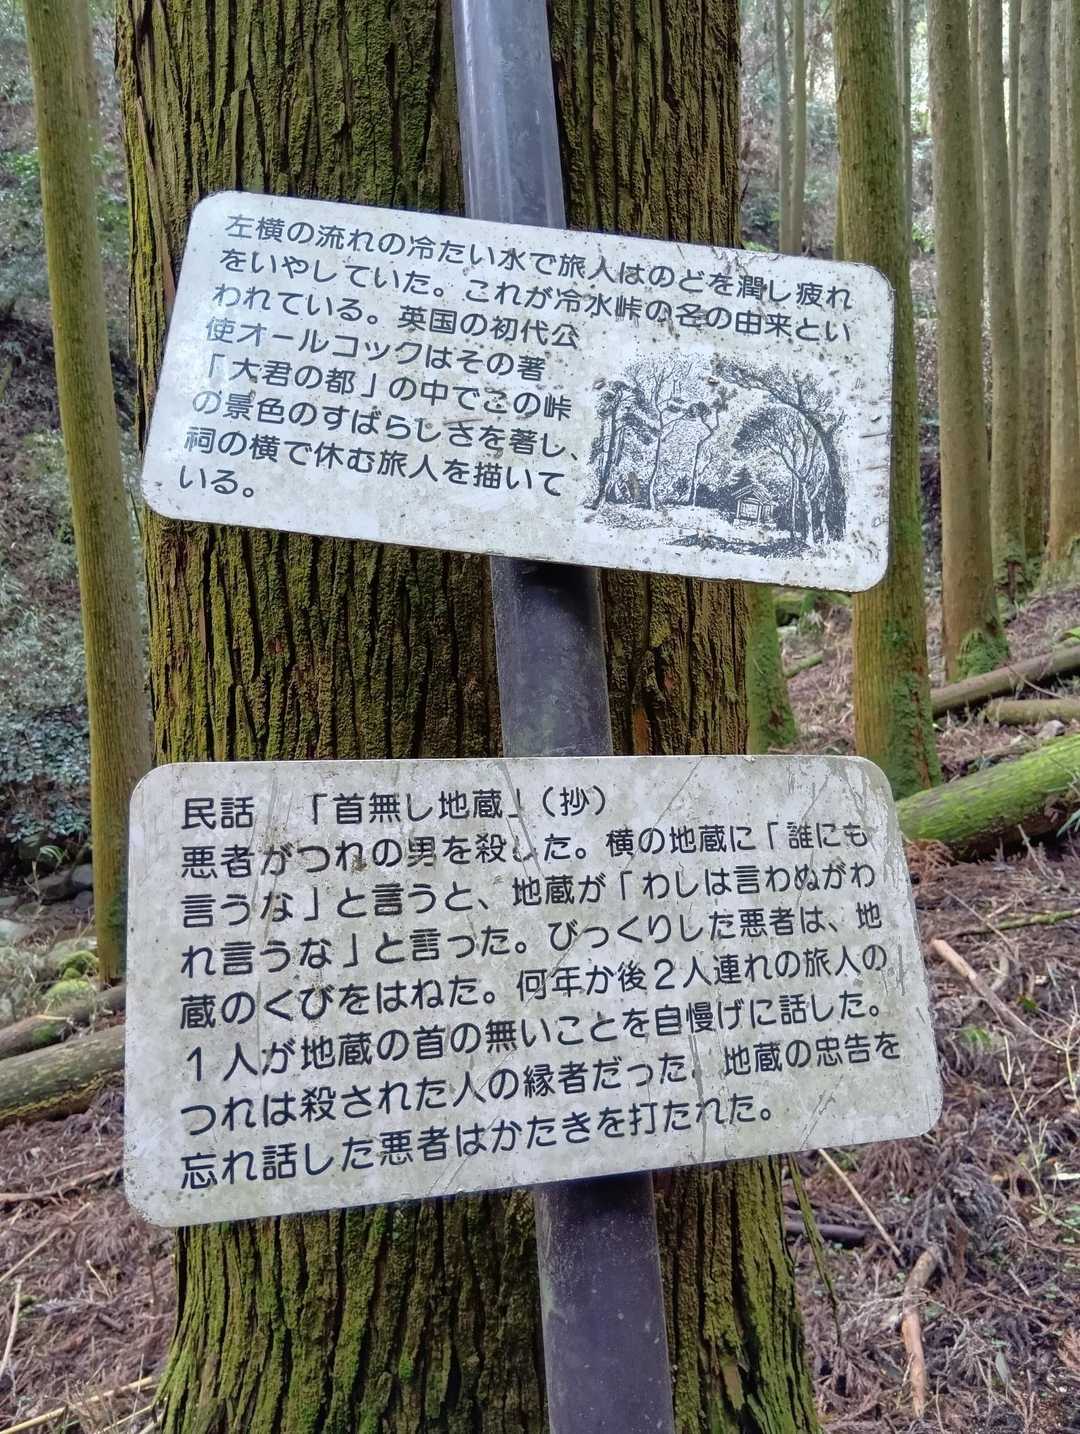 左横の流れの冷たい水で旅人はのどを潤し疲れ
をいやしていた。これが冷水峠の名の由来とい
われている。英国の初代公
使オールコックはその著
「大君の都」の中でこの峠
の景色のすばらしさを著し、
祠の横で休む旅人を描いて
いる。
民話 「首無し地蔵」（抄）
悪者がつれの男を殺した。横の地蔵に「誰にも
言うな」と言うと、地蔵が「わしは言わぬがわ
れ言うな」と言った。びっくりした悪者は、地
蔵のくびをはねた。何年か後２人連れの旅人の
１人が地蔵の首の無いことを自慢げに話した。
つれは殺された人の縁者だった。地蔵の忠告を
忘れ話した悪者はかたきを打たれた。